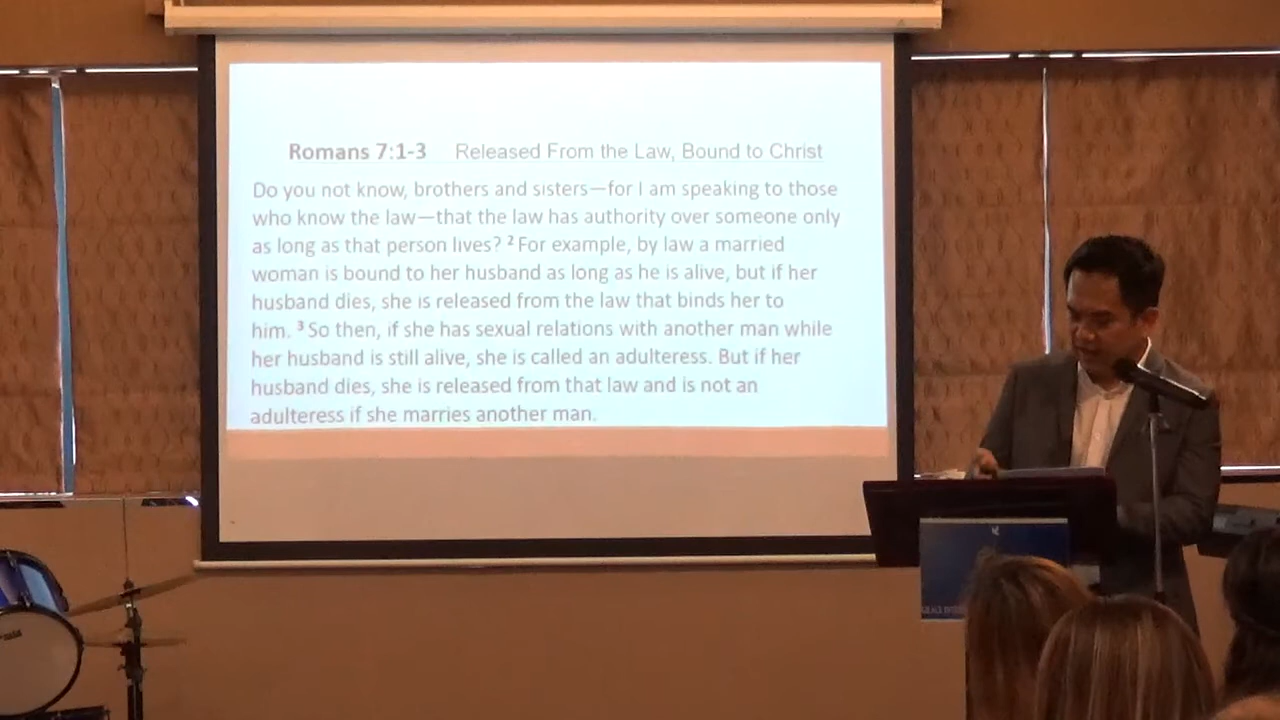 Romans 7:1-3 Released From the Law, Bound to Christ
Do you not know, brothers and sisters—for I am speaking to those
who know the law—that the law has authority over someone only
as long as that person lives? ² For example, by law a married
woman is bound to her husband as long as he is alive, but if her
husband dies, she is released from the law that binds her to
him. ³ So then, if she has sexual relations with another man while
her husband is still alive, she is called an adulteress. But if her
husband dies, she is released from that law and is not an
adulteress if she marries another man.